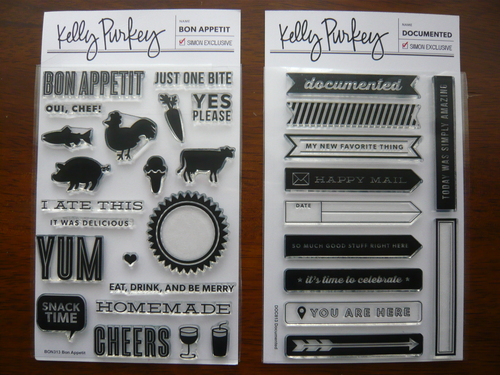 Kelly Purkey
NAME:
BON APPETIT
SIMON EXCLUSIVE
BON APPETIT
JUST ONE BITE
OUI, CHEF!
YES
PLEASE
I ATE THIS
IT WAS DELICIOUS
YUM
EAT, DRINK, AND BE MERRY
SNACK
TIME
HOMEMADE
CHEERS
Kelly Purkey
NAME:
DOCUMENTED
SIMON EXCLUSIVE
documented
MY NEW FAVORITE THING
HAPPY MAIL
DATE
SO MUCH GOOD STUFF RIGHT HERE
it's time to celebrate
YOU ARE HERE
TODAY WAS SIMPLY AMAZING